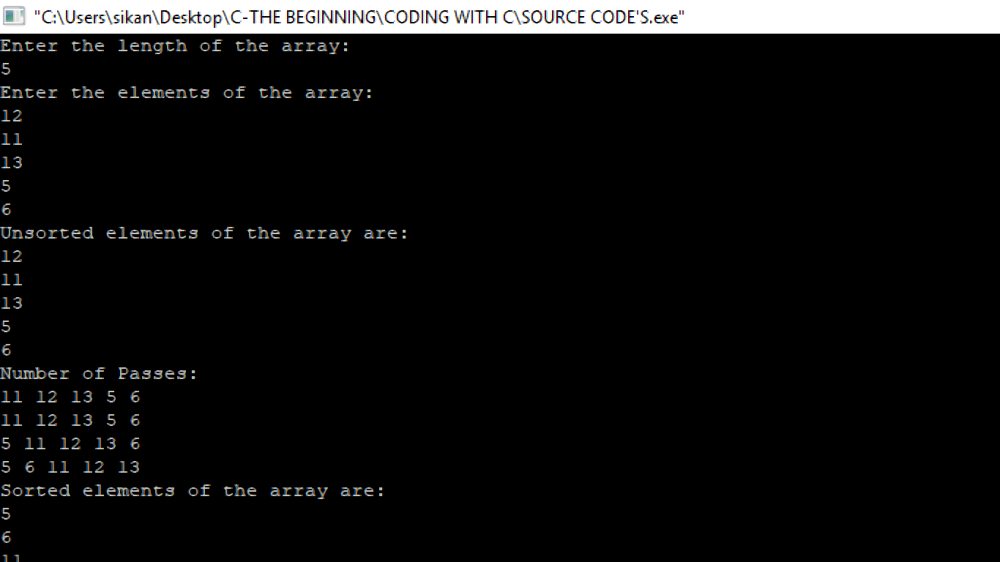 "C:\Users\sikan\Desktop\C-THE BEGINNING\CODING WITH C\SOURCE CODE'S.exe"
Enter the length of the array:
5
Enter the elements of the array:
12
11
13
5
6
Unsorted elements of the array are:
12
11
13
5
6
Number of Passes:
11 12 13 5 6
11 12 13 5 6
5 11 12 13 6
5 6 11 12 13
Sorted elements of the array are:
5
6
11